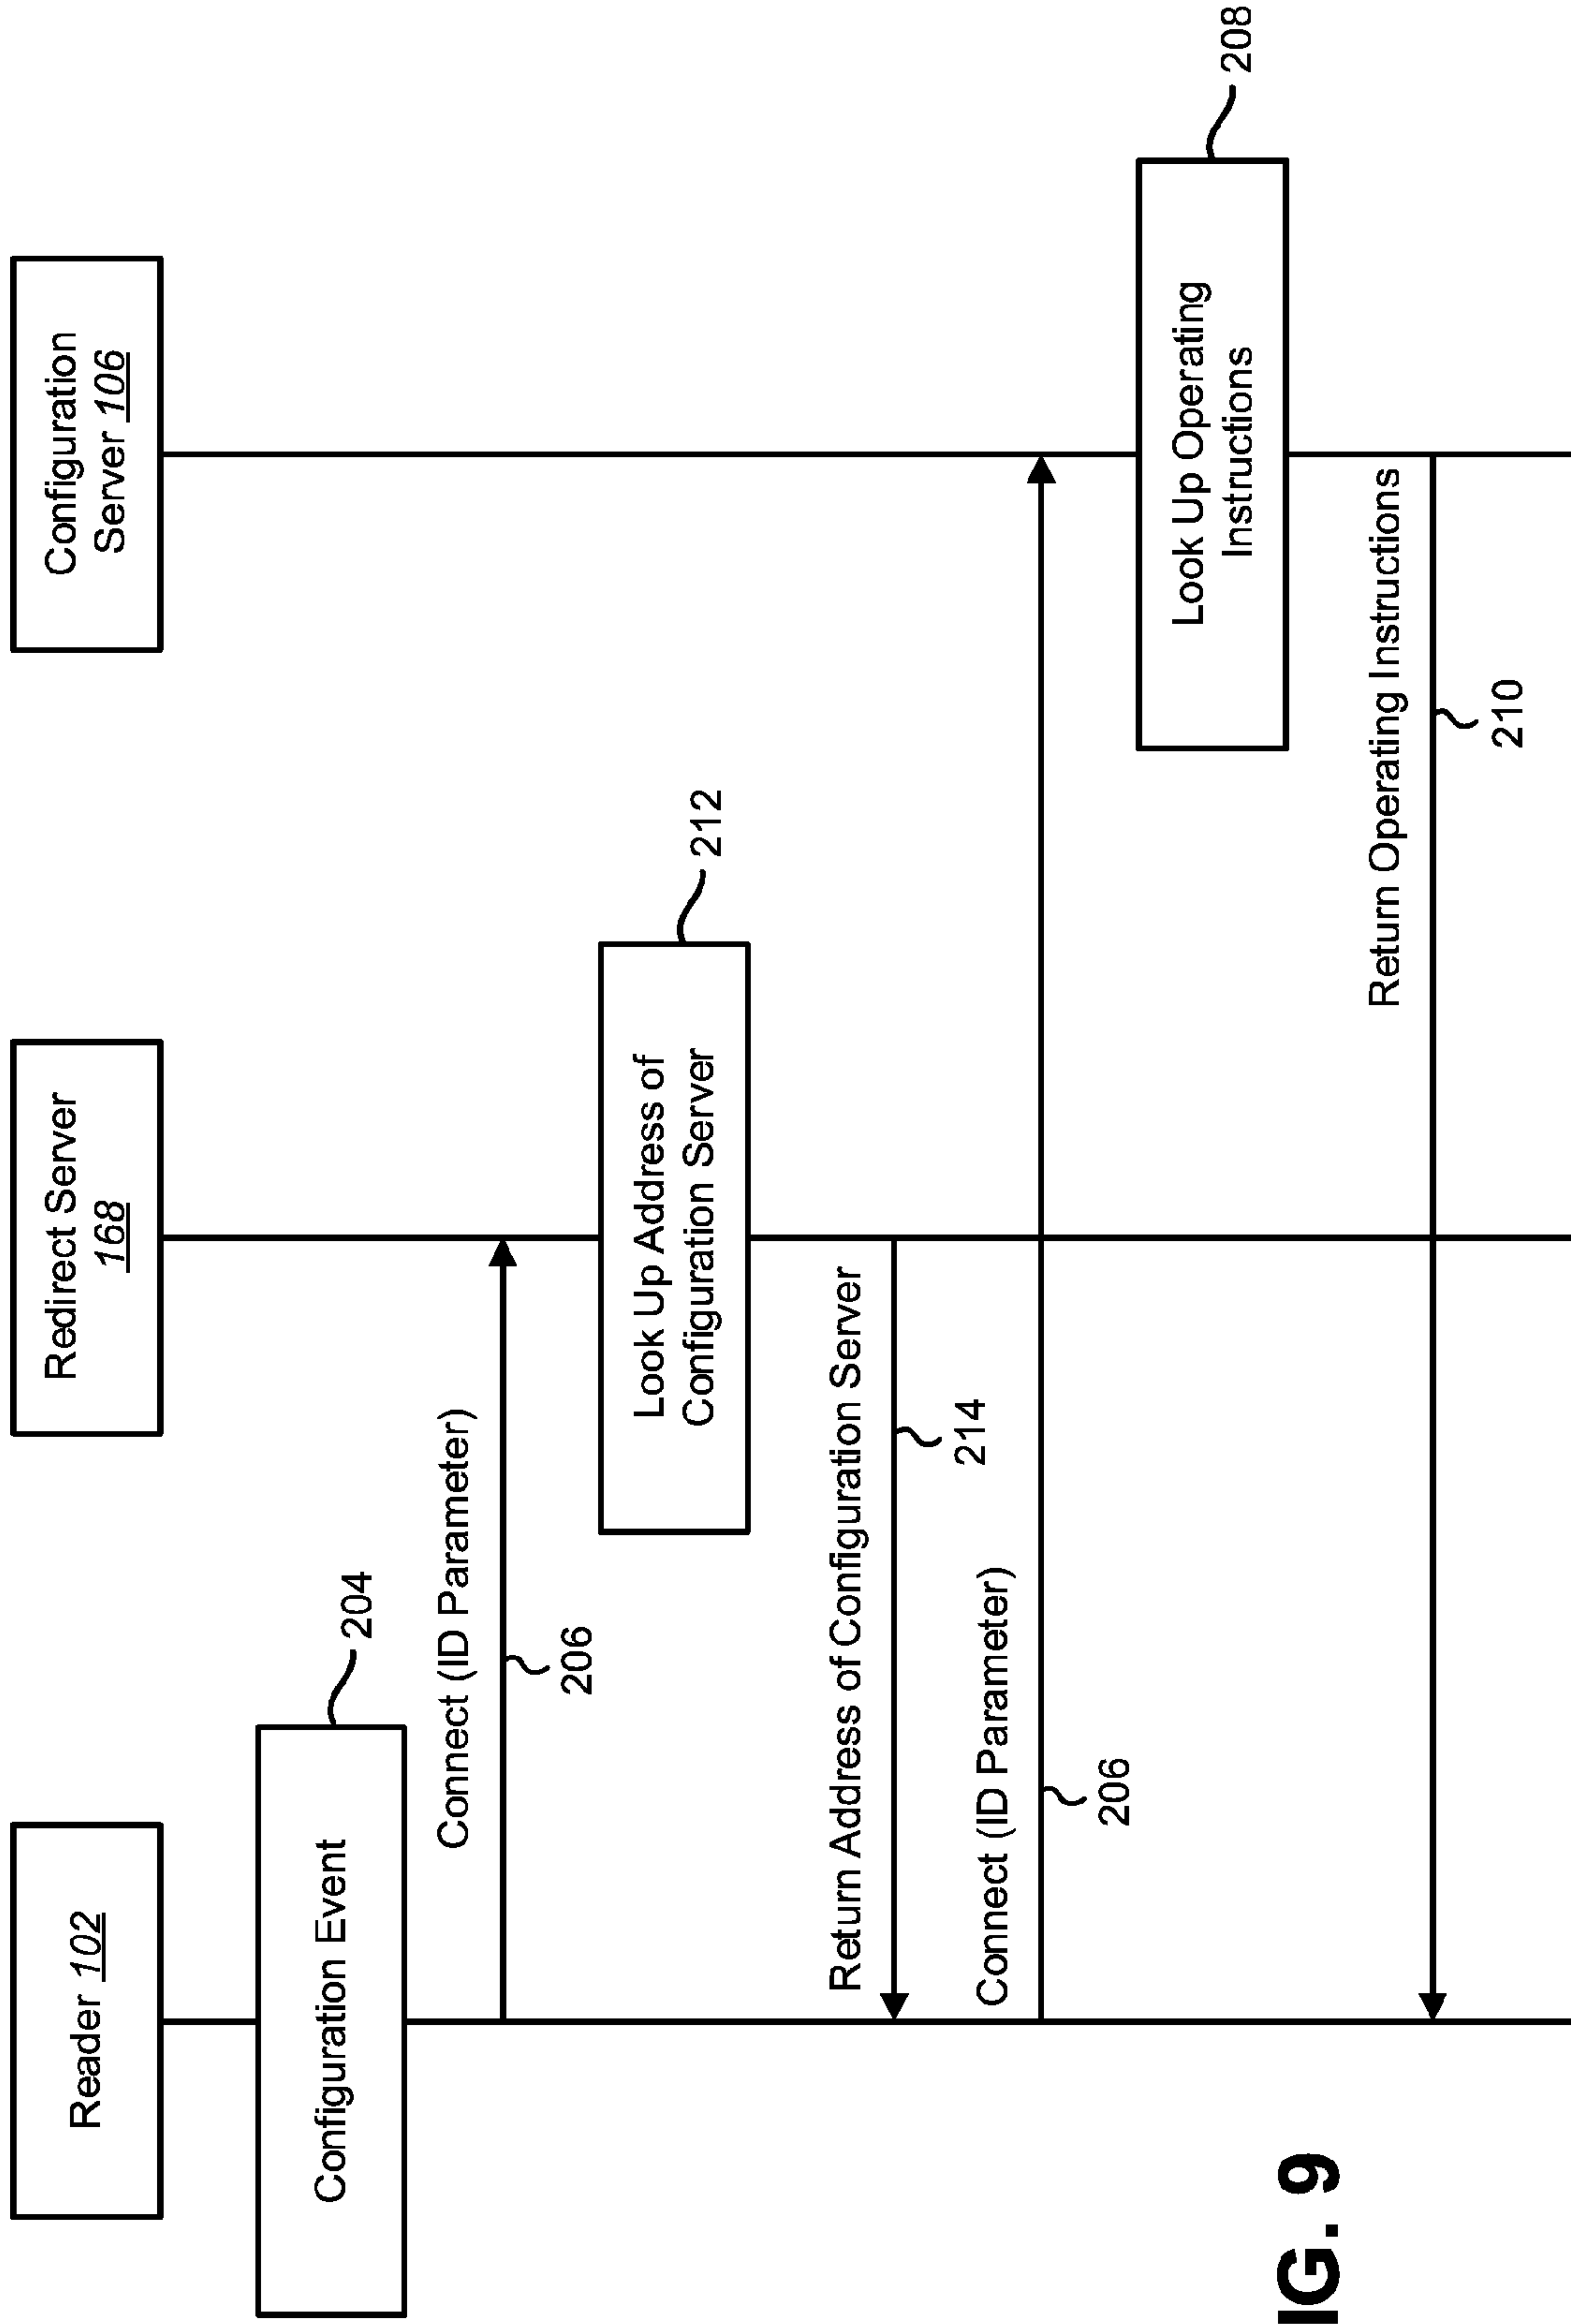 Reader 102
Redirect Server
168
Configuration
Server 106
Configuration Event
204
Connect (ID Parameter)
206
Look Up Address of
Configuration Server
212
Return Address of Configuration Server
214
Connect (ID Parameter)
206
Look Up Operating
Instructions
208
Return Operating Instructions
210
IG. 9